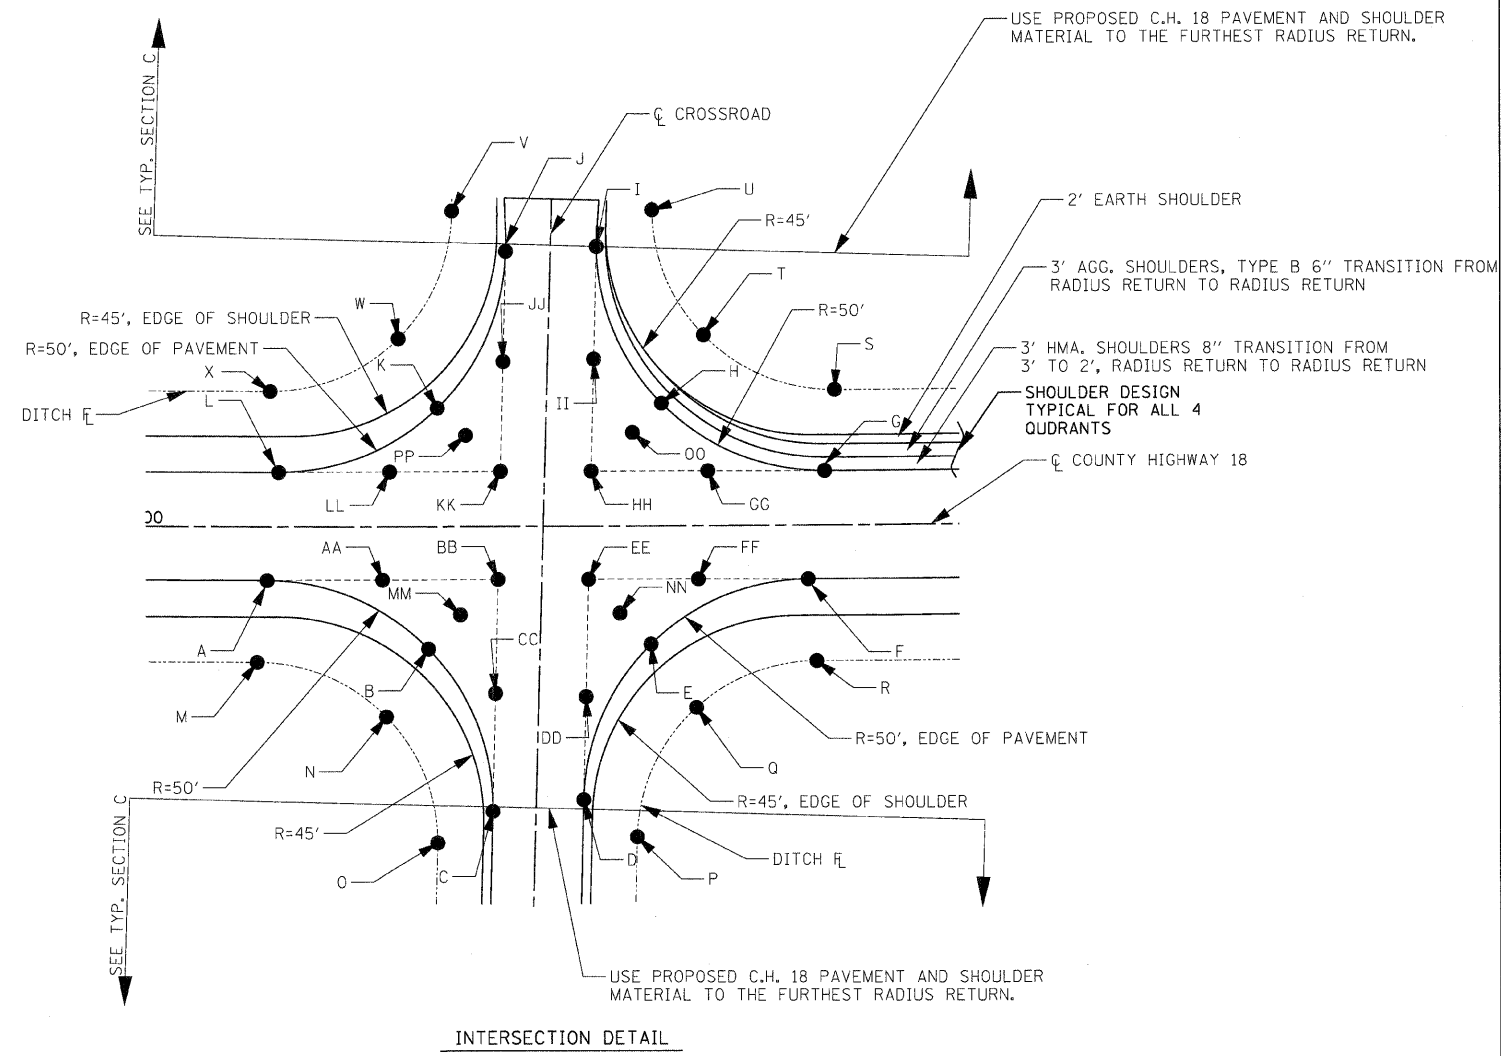 USE PROPOSED C.H. 18 PAVEMENT AND SHOULDER
MATERIAL TO THE FURTHEST RADIUS RETURN.
SEE TYP. SECTION C
℄ CROSSROAD
V
J
I
U
2' EARTH SHOULDER
R=45'
3' AGG. SHOULDERS, TYPE B 6" TRANSITION FROM
RADIUS RETURN TO RADIUS RETURN
T
W
JJ
R=50'
R=45', EDGE OF SHOULDER
R=50', EDGE OF PAVEMENT
S
3' HMA. SHOULDERS 8" TRANSITION FROM
3' TO 2', RADIUS RETURN TO RADIUS RETURN
X
K
H
L
II
SHOULDER DESIGN
TYPICAL FOR ALL 4
QUDRANTS
DITCH FL
G
PP
OO
℄ COUNTY HIGHWAY 18
LL
KK
HH
GG
AA
BB
EE
FF
MM
NN
CC
A
F
B
E
R
M
DD
R=50', EDGE OF PAVEMENT
N
Q
R=50'
R=45', EDGE OF SHOULDER
R=45'
D
DITCH FL
O
C
P
SEE TYP. SECTION C
USE PROPOSED C.H. 18 PAVEMENT AND SHOULDER
MATERIAL TO THE FURTHEST RADIUS RETURN.
INTERSECTION DETAIL